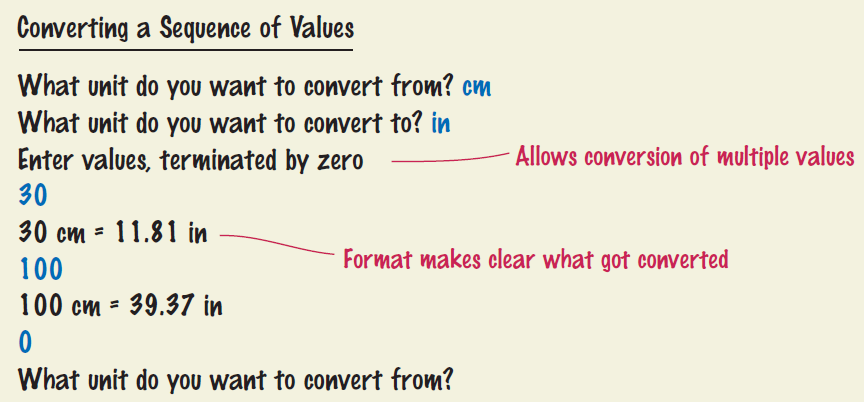 Converting a Sequence of Values
What unit do you want to convert from? cm
What unit do you want to convert to? in
Enter values, terminated by zero
Allows conversion of multiple values
30
30 cm = 11.81 in
Format makes clear what got converted
100
100 cm = 39.37 in
0
What unit do you want to convert from?